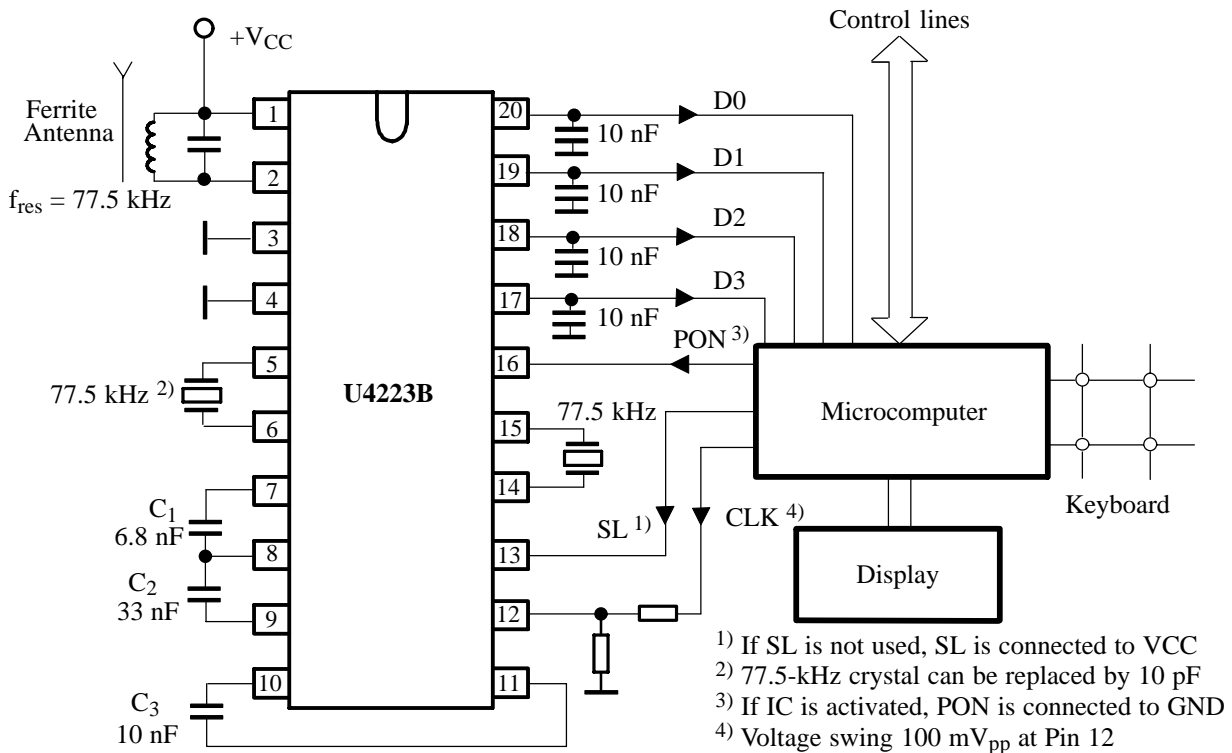 Control lines
+VCC
Ferrite
Antenna
fres = 77.5 kHz
1
2
3
4
5
6
7
8
9
10
20
19
18
17
16
15
14
13
12
11
U4223B
D0
10 nF
D1
10 nF
D2
10 nF
D3
10 nF
PON 3)
77.5 kHz 2)
77.5 kHz
Microcomputer
Keyboard
C1
6.8 nF
C2
33 nF
SL 1)
CLK 4)
Display
C3
10 nF
1) If SL is not used, SL is connected to VCC
2) 77.5-kHz crystal can be replaced by 10 pF
3) If IC is activated, PON is connected to GND
4) Voltage swing 100 mVpp at Pin 12